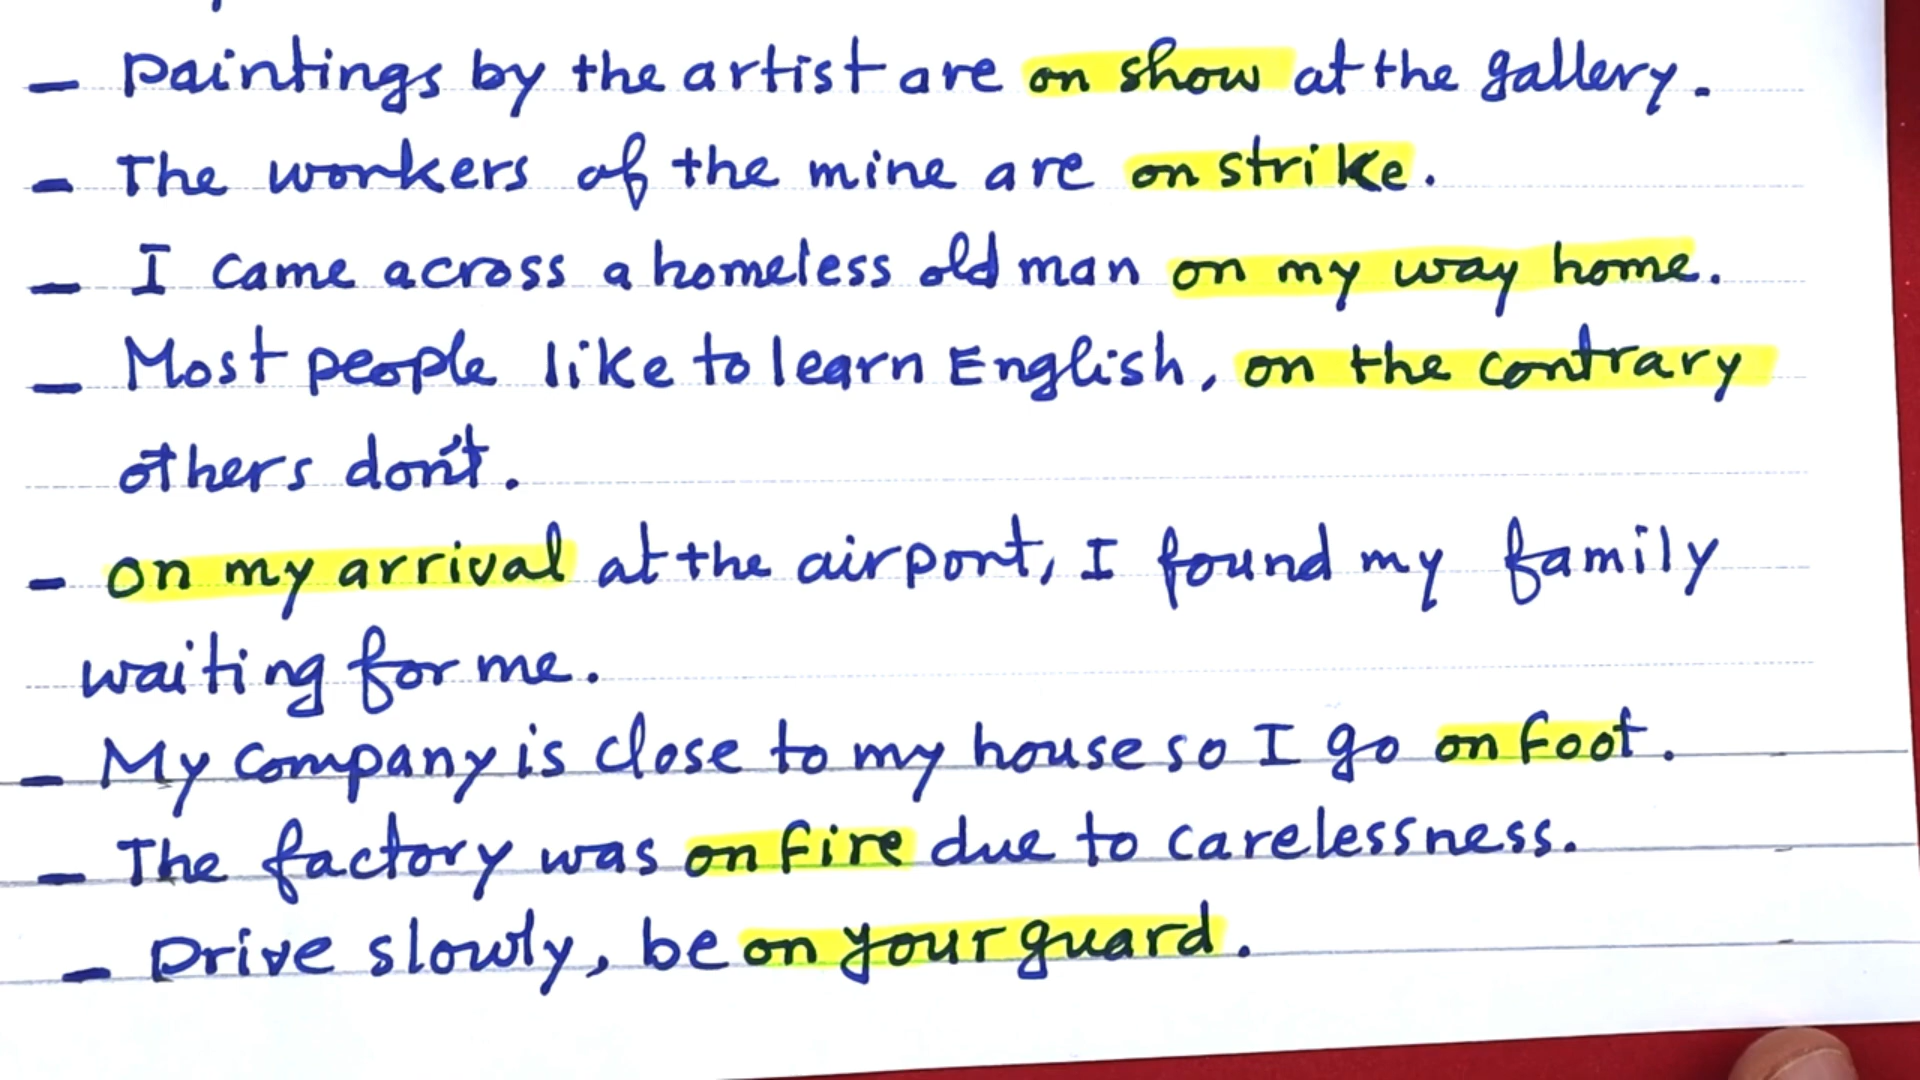 - Paintings by the artist are on show at the gallery.
- The workers of the mine are on strike.
- I came across a homeless old man on my way home.
- Most people like to learn English, on the contrary
others don't.
- on my arrival at the airport, I found my family
waiting for me.
- My company is close to my house so I go on foot.
- The factory was on fire due to carelessness.
- Drive slowly, be on your guard.